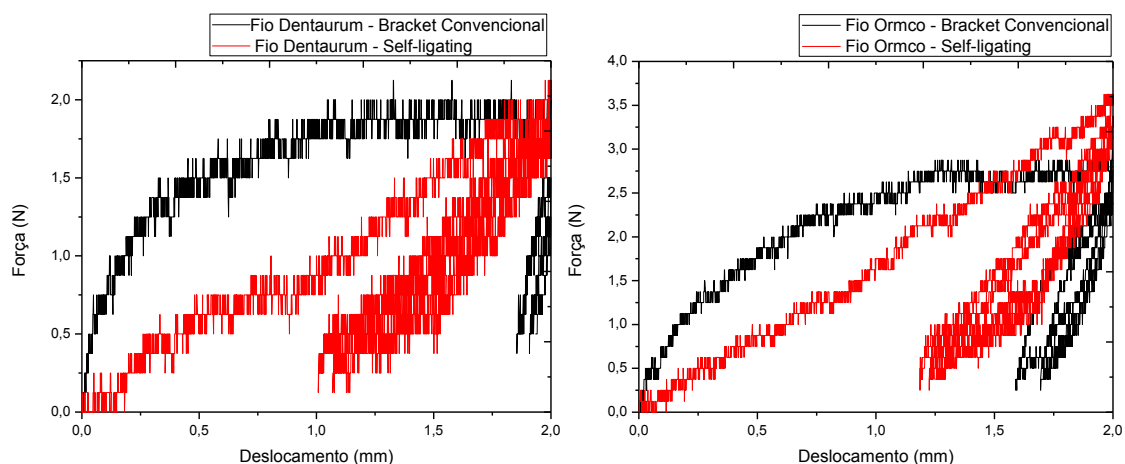 Fio Dentaurum - Bracket Convencional
Fio Dentaurum - Self-ligating
2,0
1,5
1,0
0,5
0,0
Força (N)
0,0 0,5 1,0 1,5 2,0
Deslocamento (mm)
Fio Ormco - Bracket Convencional
Fio Ormco - Self-ligating
4,0
3,5
3,0
2,5
2,0
1,5
1,0
0,5
0,0
Força (N)
0,0 0,5 1,0 1,5 2,0
Deslocamento (mm)